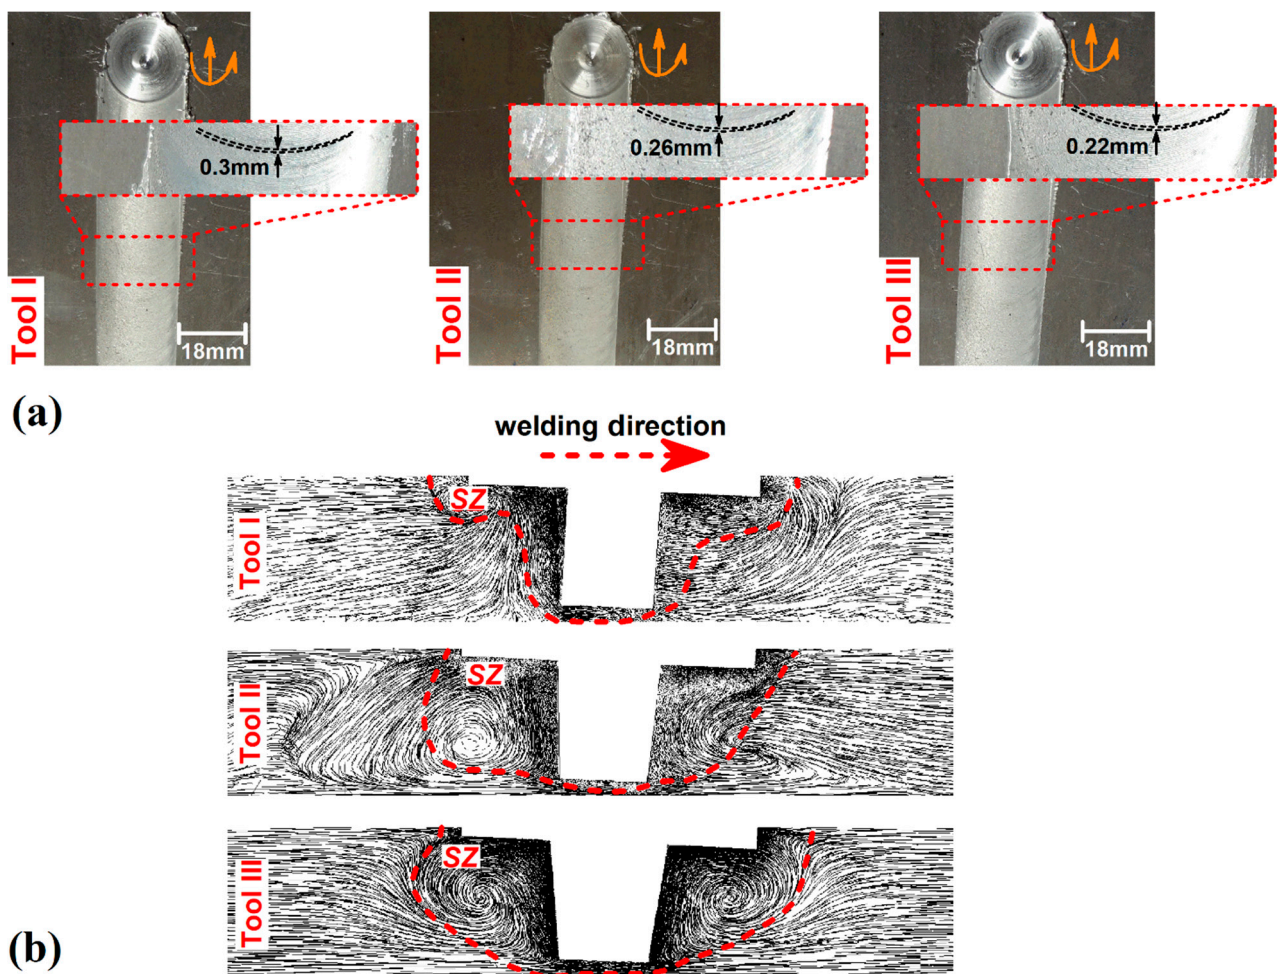 Tool I
0.3mm
18mm
Tool II
0.26mm
18mm
Tool III
0.22mm
18mm
(a)
welding direction
Tool I
SZ
Tool II
SZ
Tool III
SZ
(b)